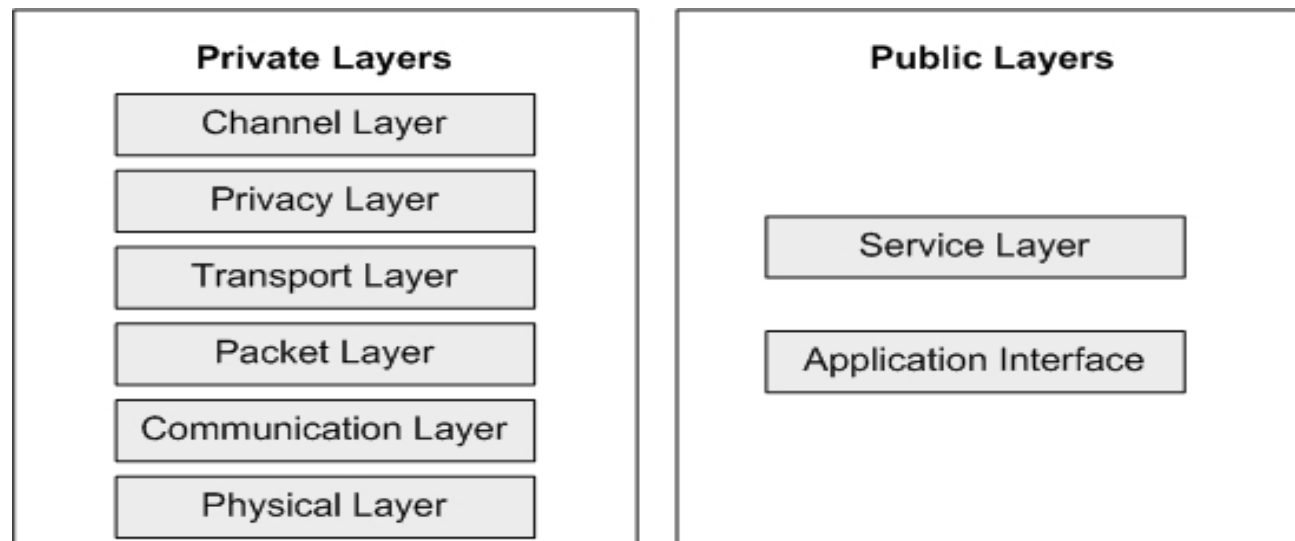 Private Layers
Channel Layer
Privacy Layer
Transport Layer
Packet Layer
Communication Layer
Physical Layer
Public Layers
Service Layer
Application Interface